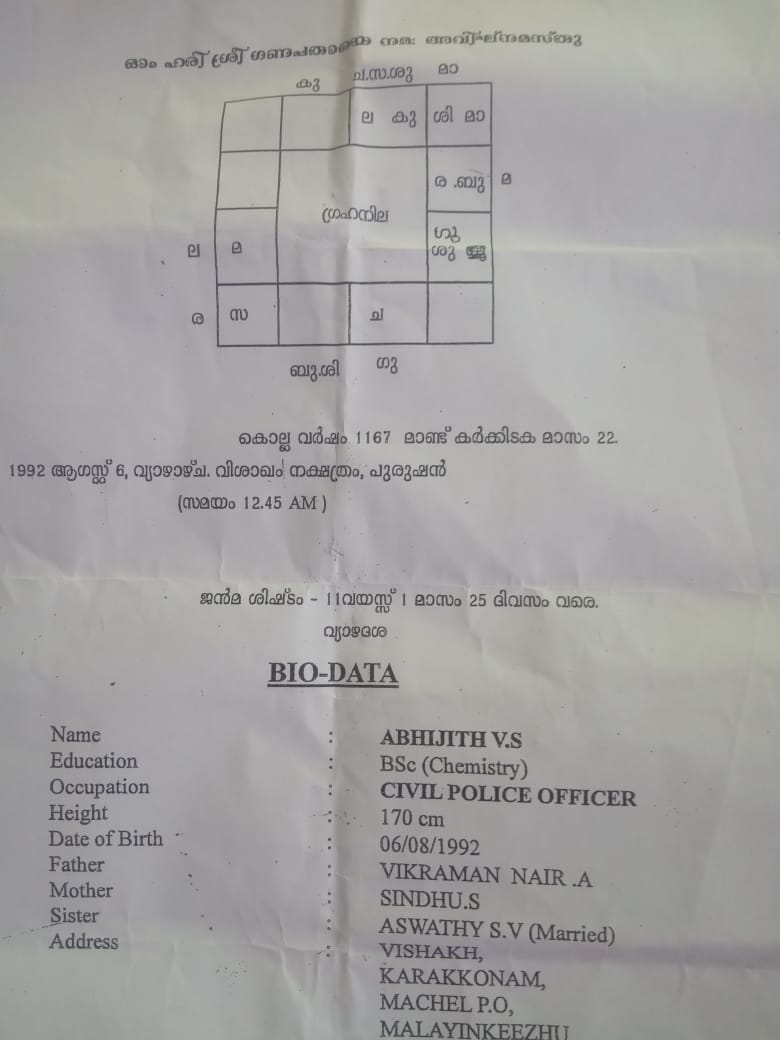 ഓം ഹരി ശ്രീ ഗണപതായെ നമഃ അവിഘ്നമസ്തു
കു ച.സ.ശു മാ
ല കു ശി മാ
ര .ബു മ
ഗ്രഹനില
ഗു
ല മ ശു
ര സ ച
ബു.ശി ഗു
കൊല്ല വർഷം 1167 മാണ്ട് കർക്കിടക മാസം 22.
1992 ആഗസ്റ്റ് 6, വ്യാഴാഴ്ച. വിശാഖം നക്ഷത്രം, പുരുഷൻ
(സമയം 12.45 AM )
ജൻമ ശിഷ്ടം - 11വയസ്സ് 1 മാസം 25 ദിവസം വരെ.
വ്യാഴദശ
BIO-DATA
Name : ABHIJITH V.S
Education : BSc (Chemistry)
Occupation : CIVIL POLICE OFFICER
Height : 170 cm
Date of Birth : 06/08/1992
Father : VIKRAMAN NAIR .A
Mother : SINDHU.S
Sister : ASWATHY S.V (Married)
Address : VISHAKH,
KARAKKONAM,
MACHEL P.O,
MALAYINKEEZHU